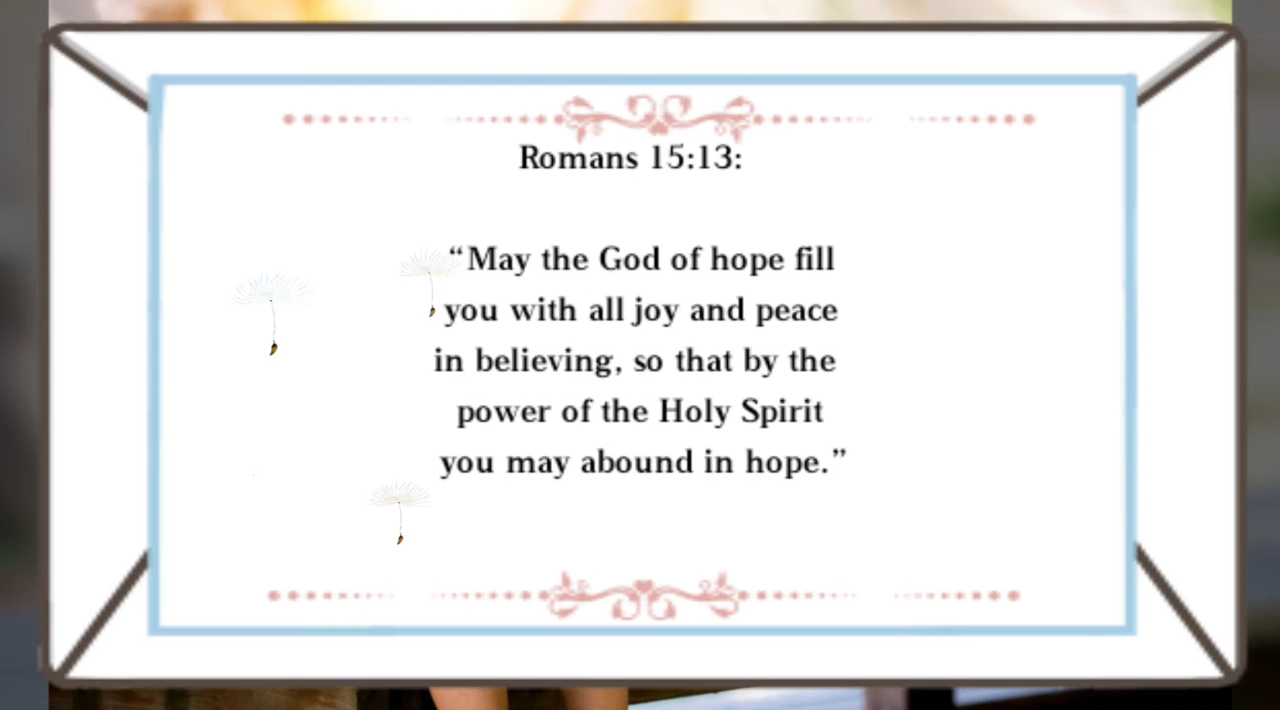 Romans 15:13:
“May the God of hope fill
you with all joy and peace
in believing, so that by the
power of the Holy Spirit
you may abound in hope.”